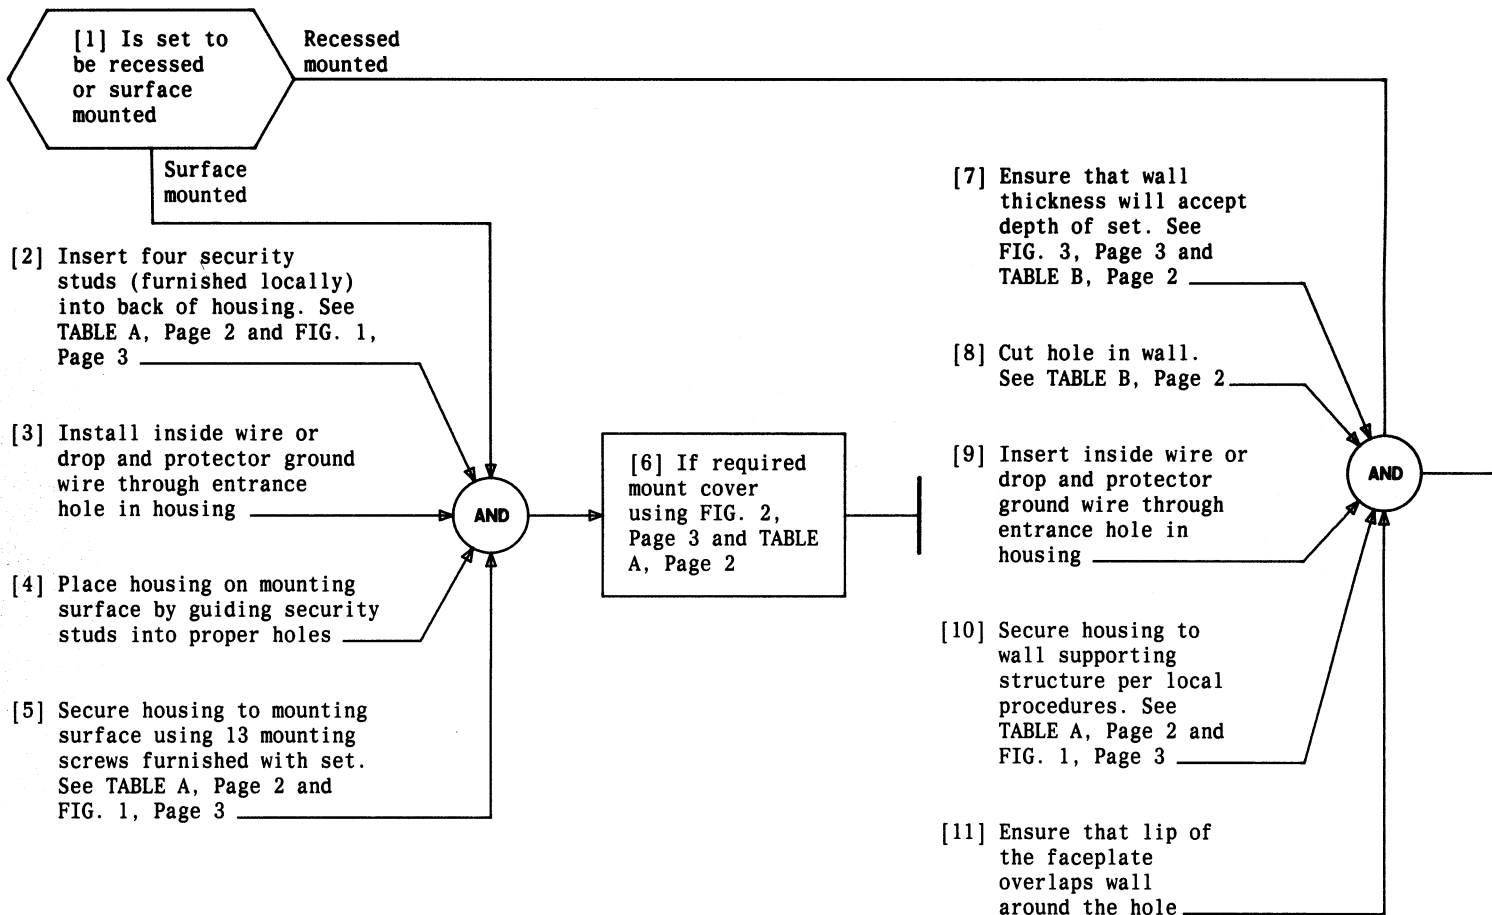 [1] Is set to
be recessed
or surface
mounted
Recessed
mounted
Surface
mounted
[2] Insert four security
studs (furnished locally)
into back of housing. See
TABLE A, Page 2 and FIG. 1,
Page 3
[3] Install inside wire or
drop and protector ground
wire through entrance
hole in housing
[4] Place housing on mounting
surface by guiding security
studs into proper holes
[5] Secure housing to mounting
surface using 13 mounting
screws furnished with set.
See TABLE A, Page 2 and
FIG. 1, Page 3
AND
[6] If required
mount cover
using FIG. 2,
Page 3 and TABLE
A, Page 2
[7] Ensure that wall
thickness will accept
depth of set. See
FIG. 3, Page 3 and
TABLE B, Page 2
[8] Cut hole in wall.
See TABLE B, Page 2
[9] Insert inside wire or
drop and protector
ground wire through
entrance hole in
housing
[10] Secure housing to
wall supporting
structure per local
procedures. See
TABLE A, Page 2 and
FIG. 1, Page 3
[11] Ensure that lip of
the faceplate
overlaps wall
around the hole
AND